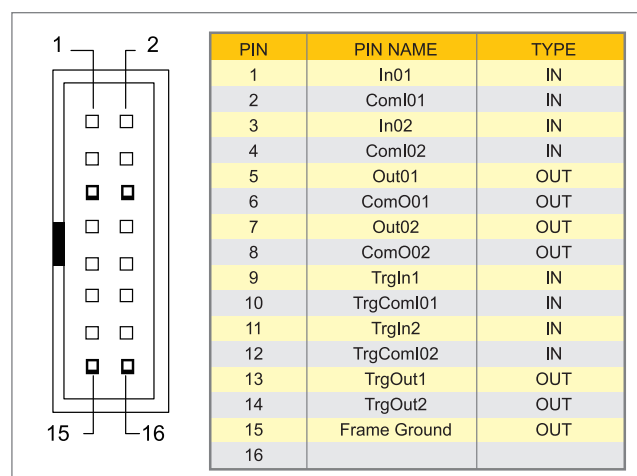 1 2
15 16
PIN PIN NAME TYPE
1 In01 IN
2 ComI01 IN
3 In02 IN
4 ComI02 IN
5 Out01 OUT
6 ComO01 OUT
7 Out02 OUT
8 ComO02 OUT
9 TrgIn1 IN
10 TrgComI01 IN
11 TrgIn2 IN
12 TrgComI02 IN
13 TrgOut1 OUT
14 TrgOut2 OUT
15 Frame Ground OUT
16